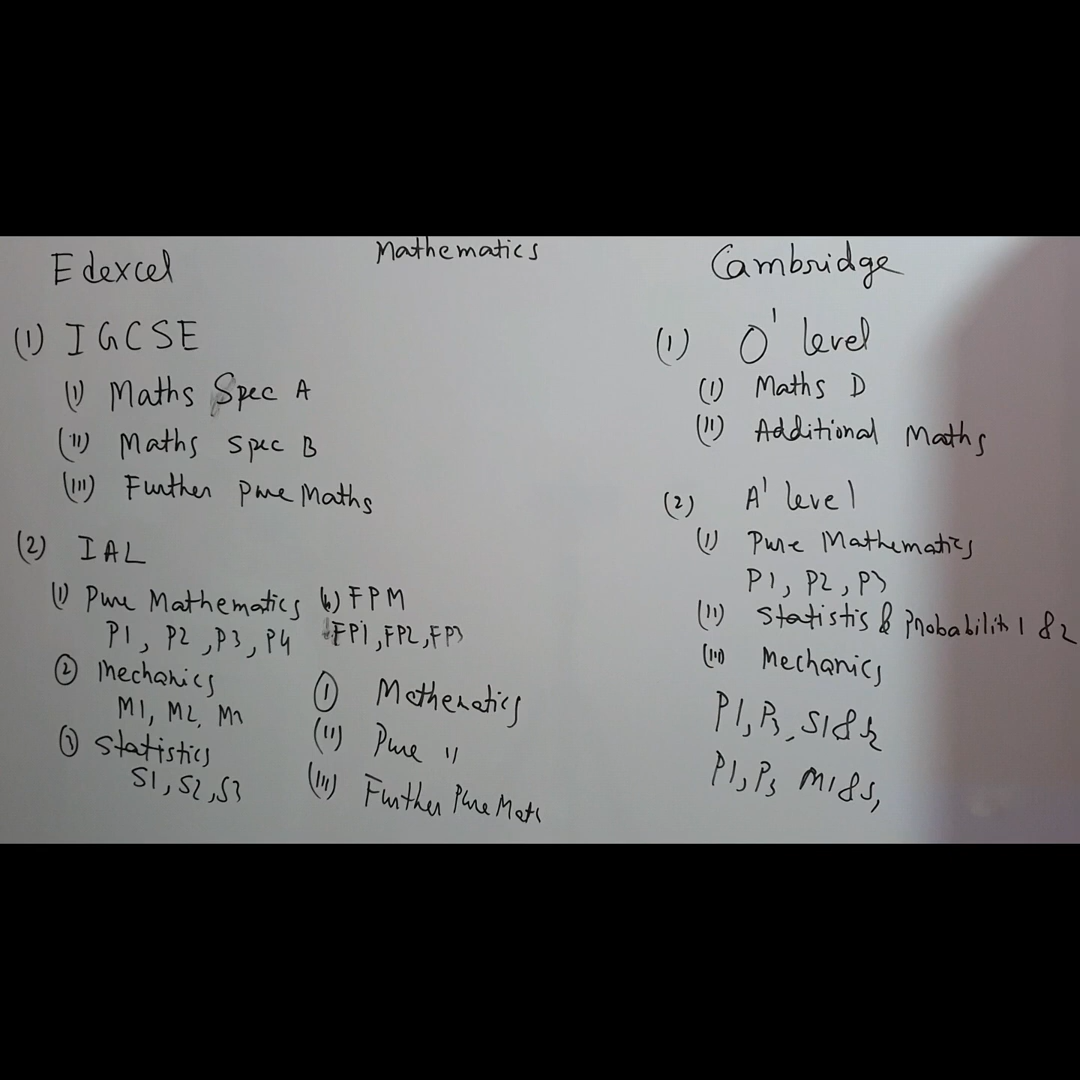 Mathematics
Edexcel
(1) IGCSE
(i) Maths Spec A
(ii) Maths Spec B
(iii) Further Pure Maths
(2) IAL
(i) Pure Mathematics
P1, P2, P3, P4
② Mechanics
M1, M2, M3
③ Statistics
S1, S2, S3
FPM
FP1, FP2, FP3
① Mathematics
(ii) Pure "
(iii) Further Pure Math
Cambridge
(1) O' level
(i) Maths D
(ii) Additional Maths
(2) A' level
(i) Pure Mathematics
P1, P2, P3
(ii) Statistis & Probabiliti 1 & 2
(iii) Mechanics
P1, P3, S1 & S2
P1, P3 M1 & S1